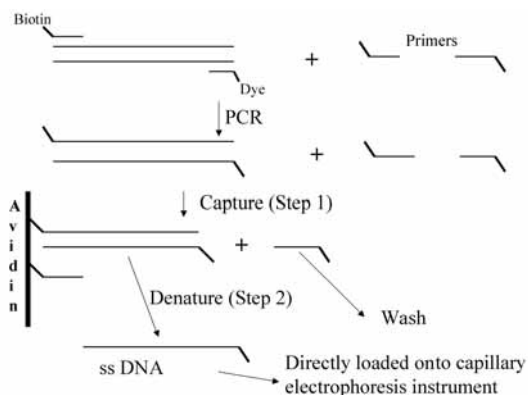 Biotin
Primers
+
Dye
PCR
+
Capture (Step 1)
Avidin
+
Denature (Step 2)
Wash
ss DNA
Directly loaded onto capillary
electrophoresis instrument